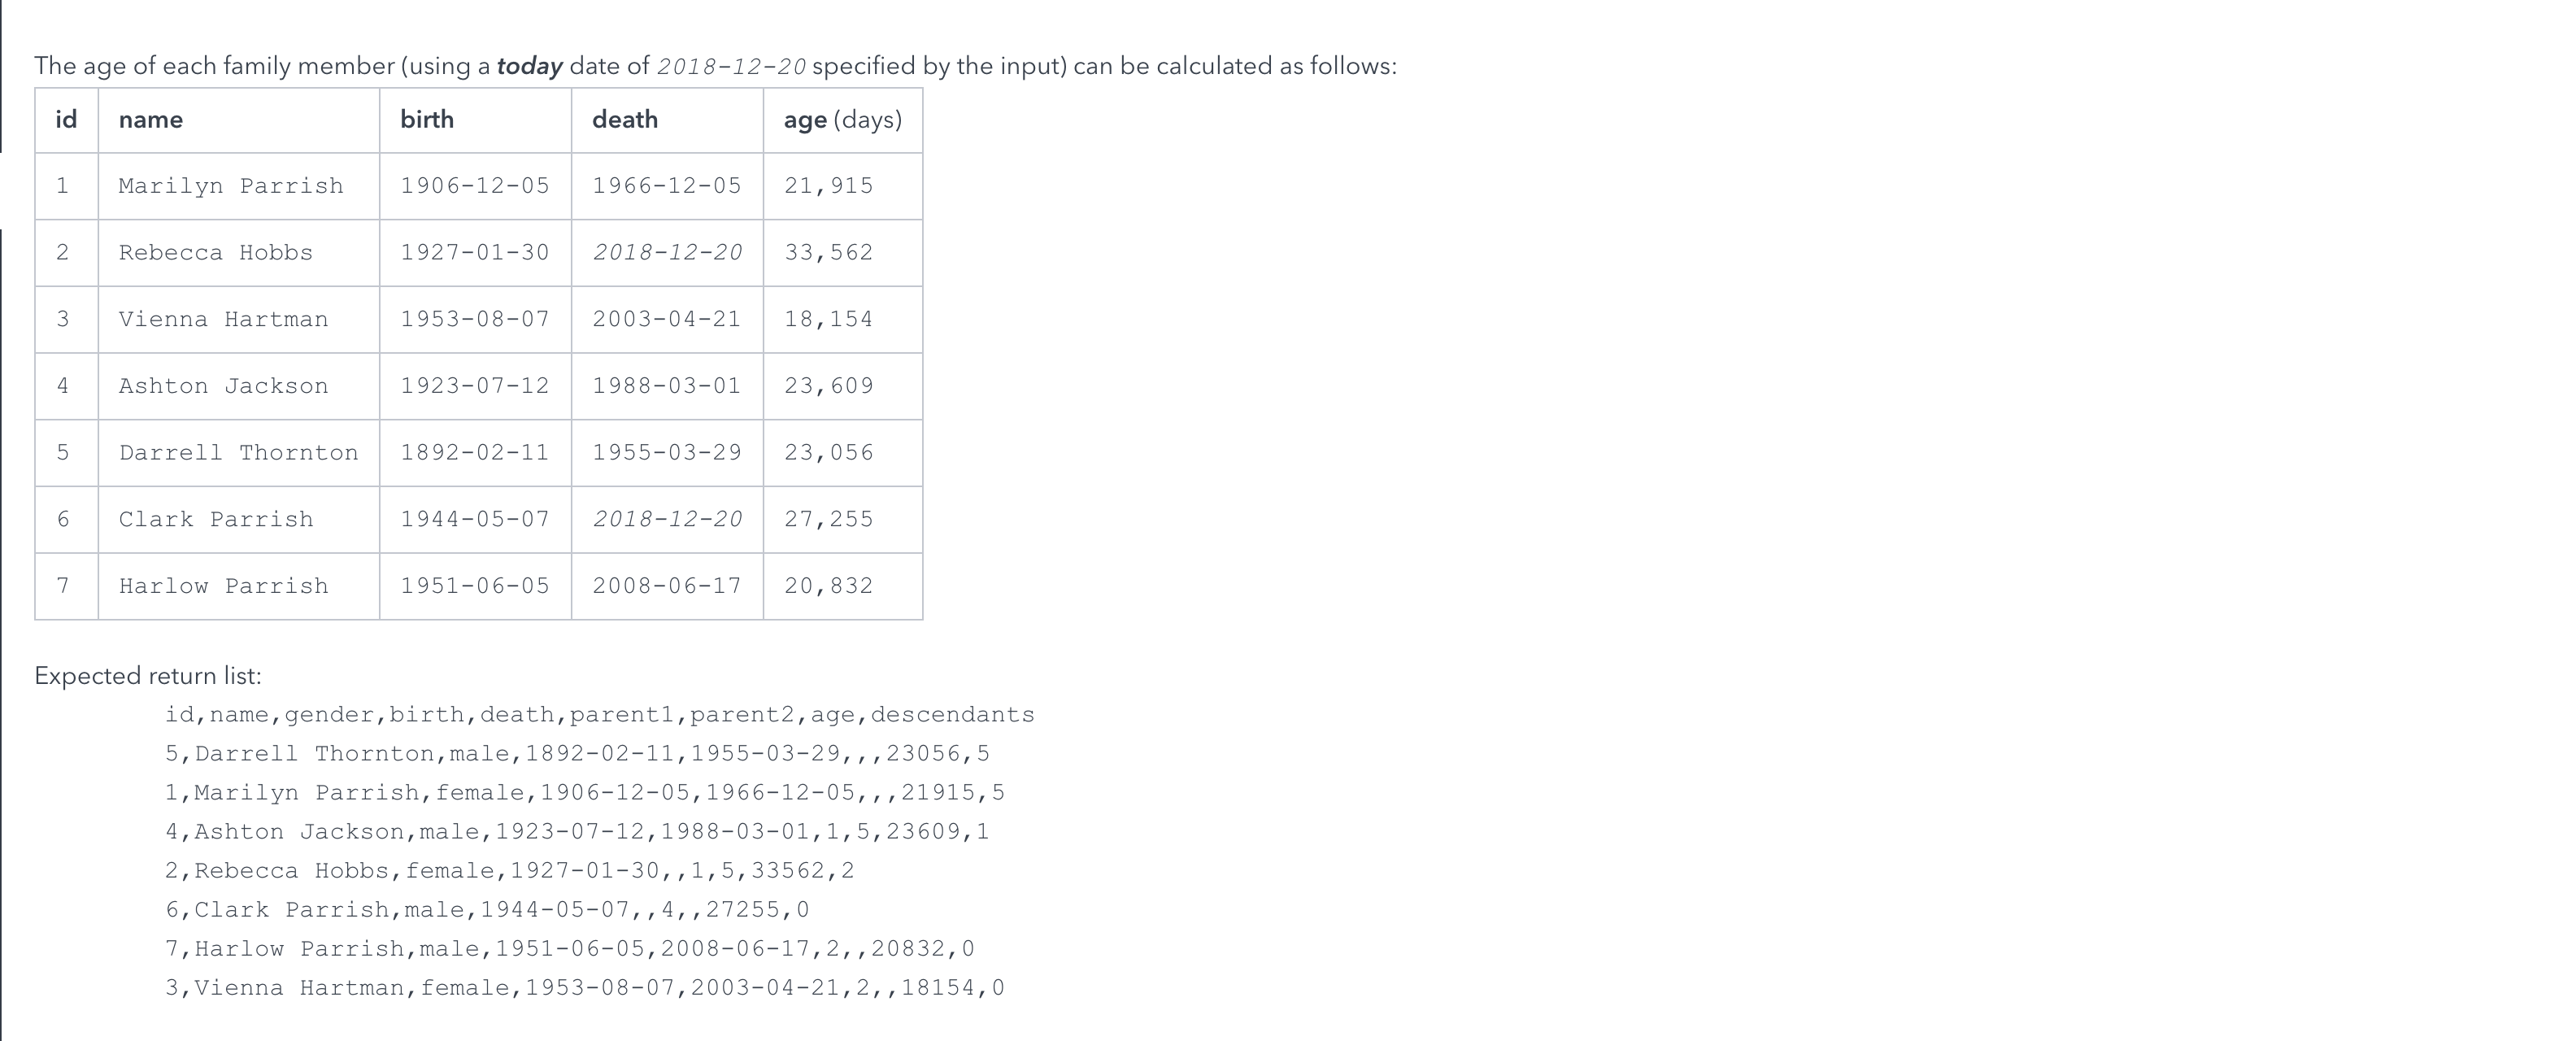 The age of each family member (using a today date of 2018-12-20 specified by the input) can be calculated as follows:
id name birth death age (days)
1 Marilyn Parrish 1906-12-05 1966-12-05 21,915
2 Rebecca Hobbs 1927-01-30 2018-12-20 33,562
3 Vienna Hartman 1953-08-07 2003-04-21 18,154
4 Ashton Jackson 1923-07-12 1988-03-01 23,609
5 Darrell Thornton 1892-02-11 1955-03-29 23,056
6 Clark Parrish 1944-05-07 2018-12-20 27,255
7 Harlow Parrish 1951-06-05 2008-06-17 20,832
Expected return list:
id,name,gender,birth,death,parent1,parent2,age,descendants
5,Darrell Thornton,male,1892-02-11,1955-03-29,,,23056,5
1,Marilyn Parrish,female,1906-12-05,1966-12-05,,,21915,5
4,Ashton Jackson,male,1923-07-12,1988-03-01,1,5,23609,1
2,Rebecca Hobbs,female,1927-01-30,,1,5,33562,2
6,Clark Parrish,male,1944-05-07,,4,,27255,0
7,Harlow Parrish,male,1951-06-05,2008-06-17,2,,20832,0
3,Vienna Hartman,female,1953-08-07,2003-04-21,2,,18154,0